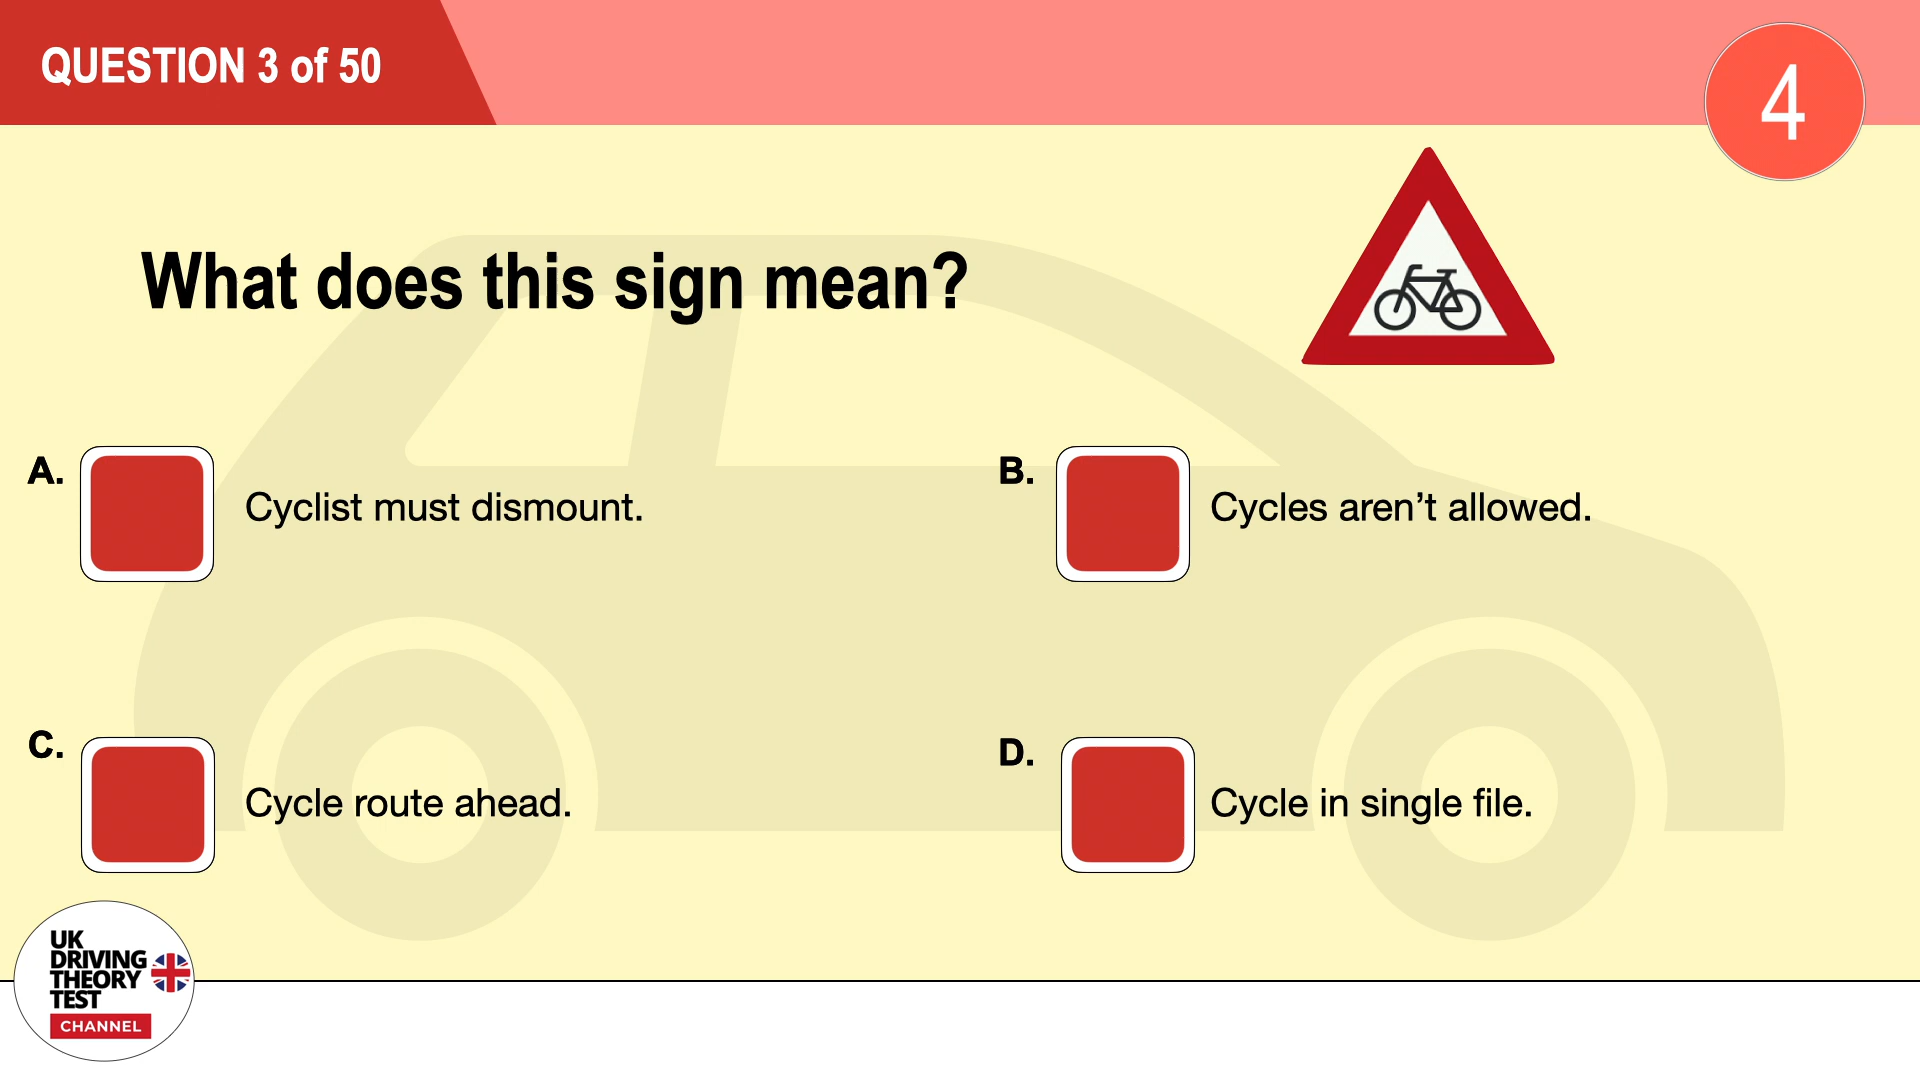 QUESTION 3 of 50
4
What does this sign mean?
A.
Cyclist must dismount.
B.
Cycles aren’t allowed.
C.
Cycle route ahead.
D.
Cycle in single file.
UK
DRIVING
THEORY
TEST
CHANNEL